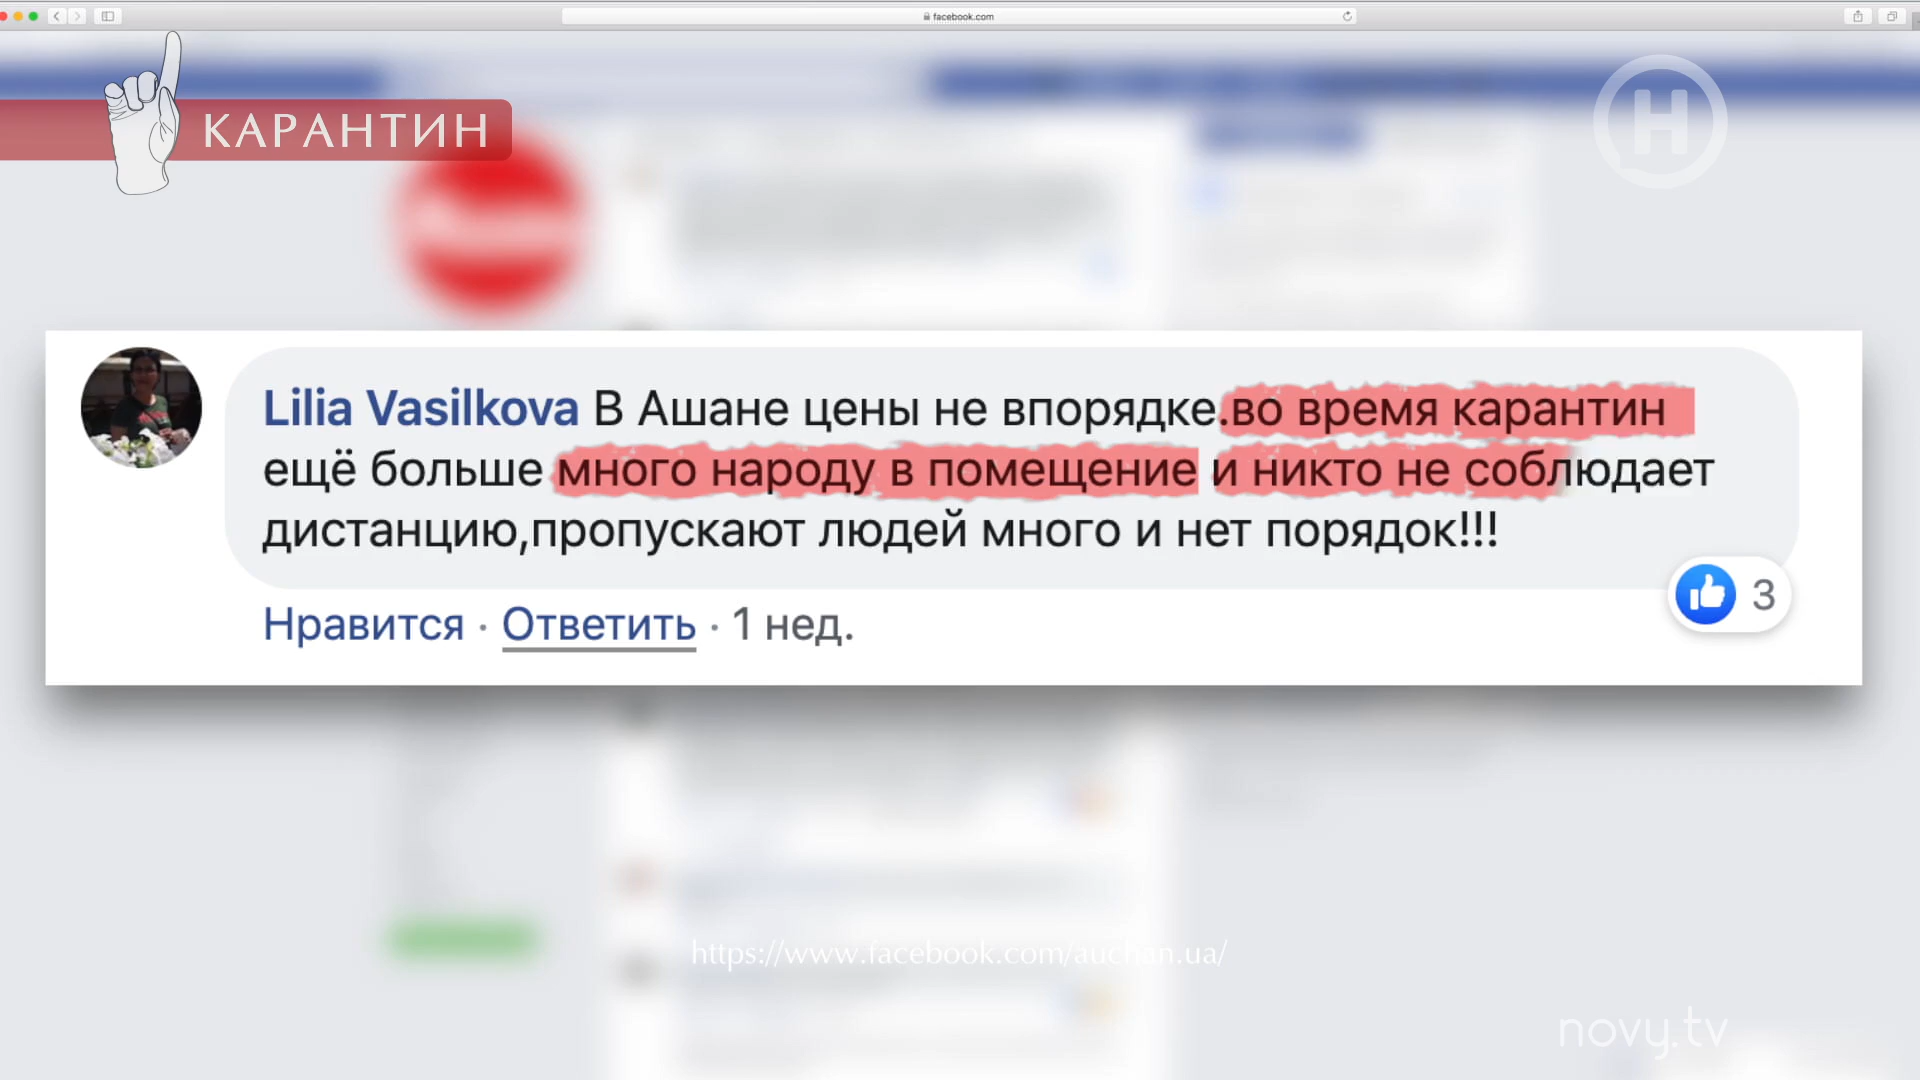 facebook.com
КАРАНТИН
Н
Lilia Vasilkova В Ашане цены не впорядке.во время карантин
ещё больше много народу в помещение и никто не соблюдает
дистанцию,пропускают людей много и нет порядок!!!
Нравится · Ответить · 1 нед.
3
https://www.facebook.com/auchan.ua/
novy.tv